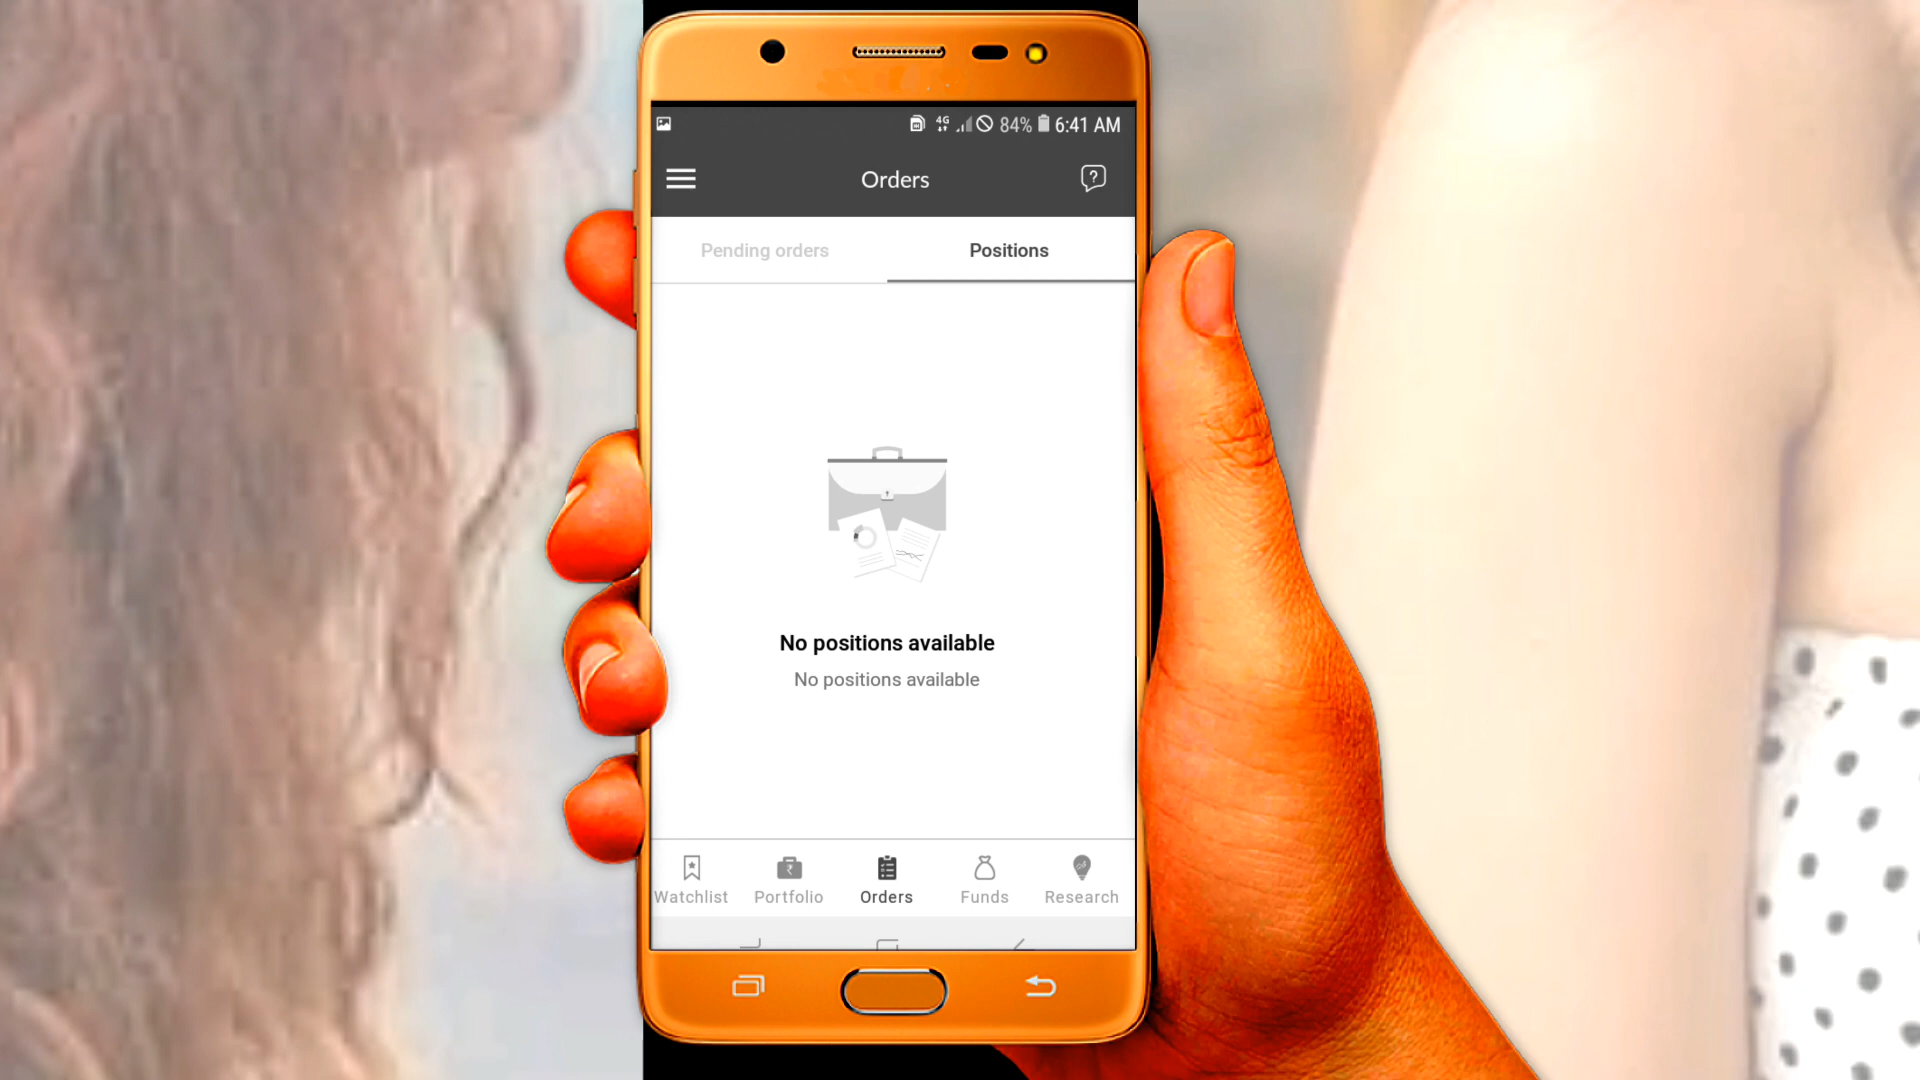 4G 84% 6:41 AM
Orders
Pending orders Positions
No positions available
No positions available
Watchlist Portfolio Orders Funds Research